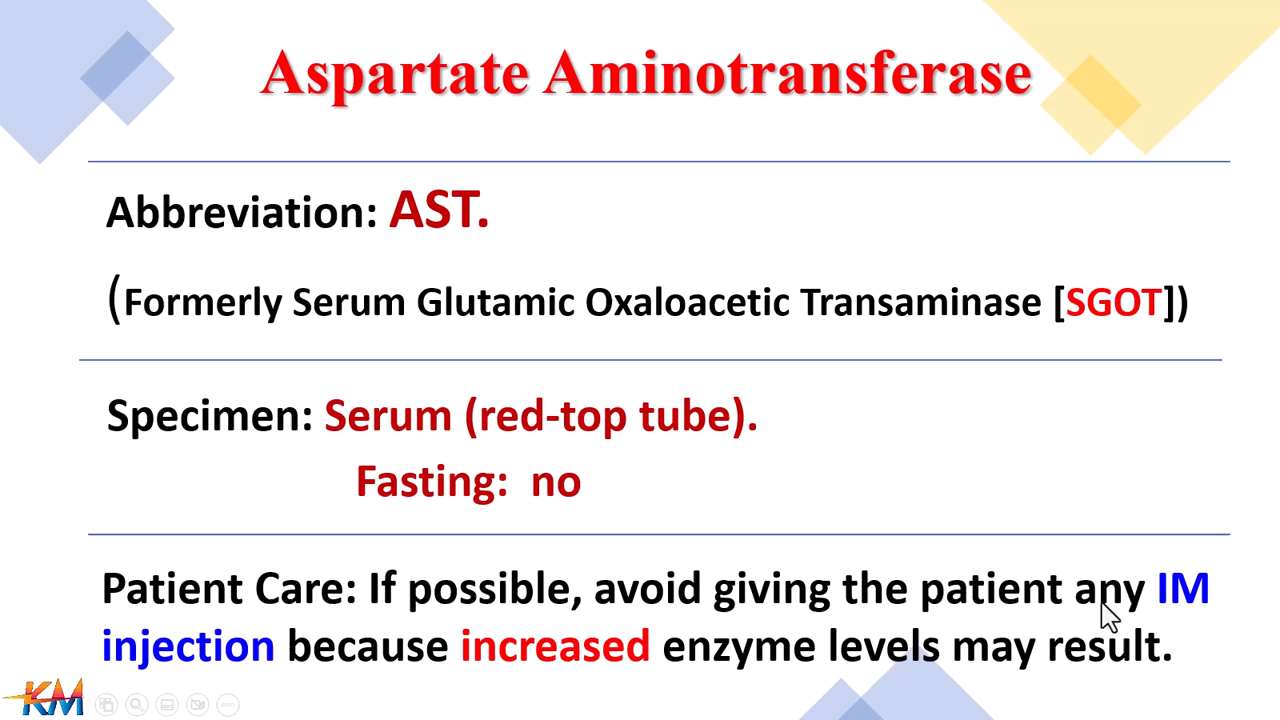 Aspartate Aminotransferase
Abbreviation: AST.
(Formerly Serum Glutamic Oxaloacetic Transaminase [SGOT])
Specimen: Serum (red-top tube).
Fasting: no
Patient Care: If possible, avoid giving the patient any IM
injection because increased enzyme levels may result.
KM